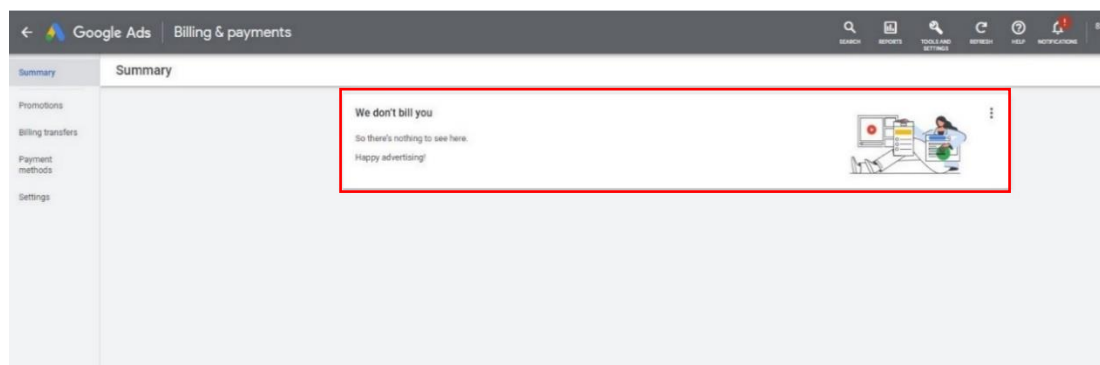 Google Ads Billing & payments
SEARCH
REPORTS
TOOLS AND
SETTINGS
REFRESH
HELP
NOTIFICATIONS
Summary
Promotions
Billing transfers
Payment
methods
Settings
Summary
We don't bill you
So there's nothing to see here.
Happy advertising!